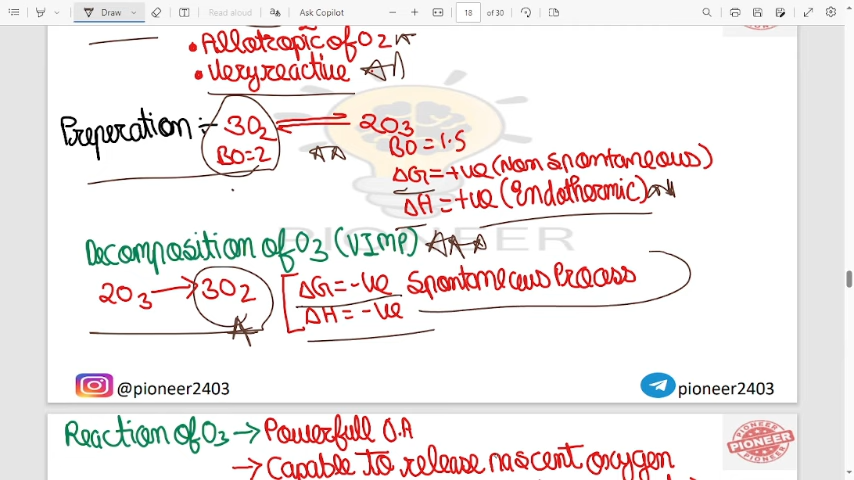 Draw
Read aloud
Ask Copilot
18 of 30
• Allotropic of O2
• Very reactive
Preperation :- 3O2 ⇌ 2O3
BO=2
BO = 1.5
ΔG = +ve (Non Spontaneous)
ΔH = +ve (Endothermic)
PIONEER
Decomposition of O3 (VIMP)
2O3 → 3O2 [ ΔG = -ve Spontaneous Process
ΔH = -ve
@pioneer2403
pioneer2403
Reaction of O3 → Powerfull O.A
→ Capable to release nascent oxygen
PIONEER